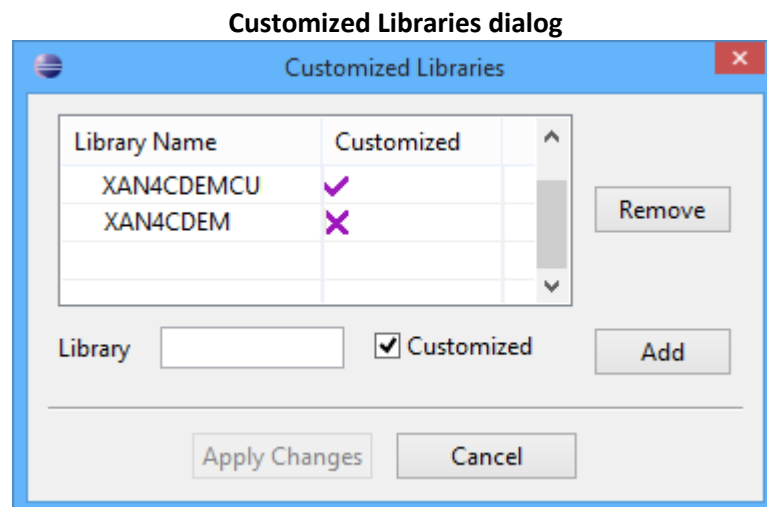 Customized Libraries dialog
Customized Libraries
Library Name Customized
XAN4CDEMCU
XAN4CDEM
Remove
Library Customized Add
Apply Changes Cancel